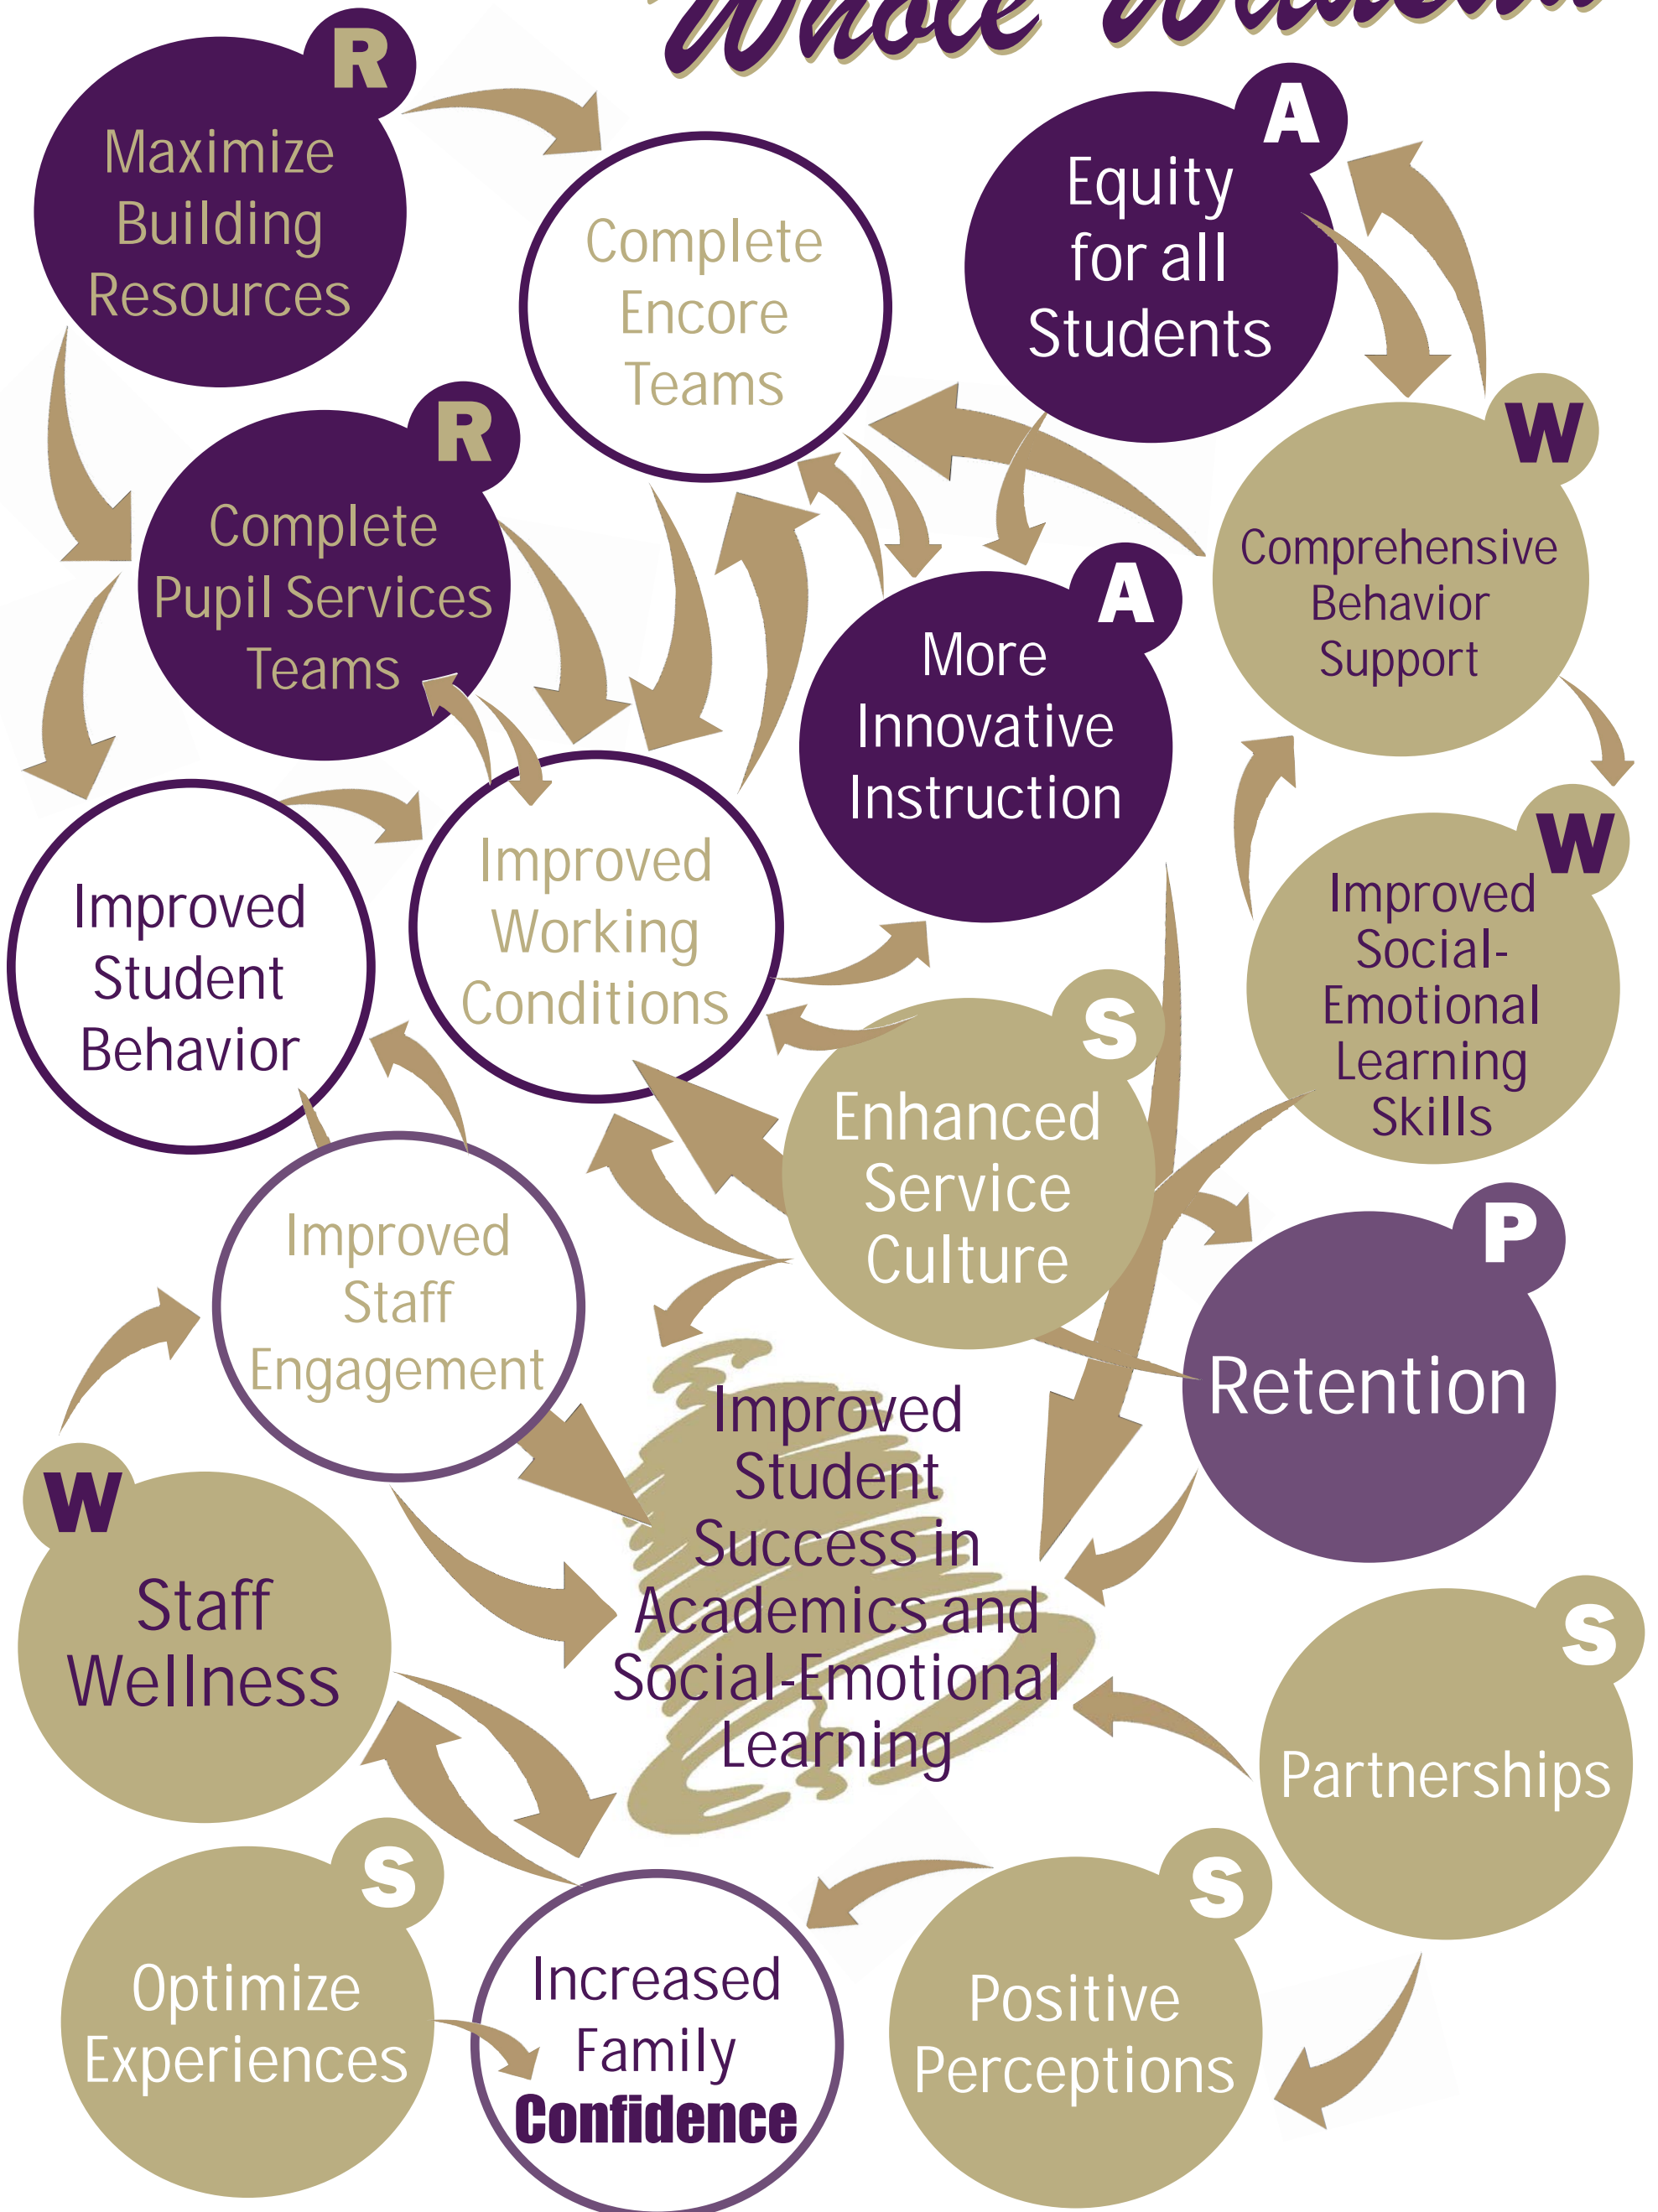 Whole
R
Maximize
Building
Resources
Complete
Encore
Teams
A
Equity
for all
Students
R
Complete
Pupil Services
Teams
A
More
Innovative
Instruction
W
Comprehensive
Behavior
Support
Improved
Student
Behavior
Improved
Working
Conditions
W
Improved
Social-
Emotional
Learning
Skills
S
Enhanced
Service
Culture
Improved
Staff
Engagement
P
Retention
W
Staff
Wellness
Improved
Student
Success in
Academics and
Social-Emotional
Learning
S
Partnerships
S
Optimize
Experiences
Increased
Family
Confidence
S
Positive
Perceptions